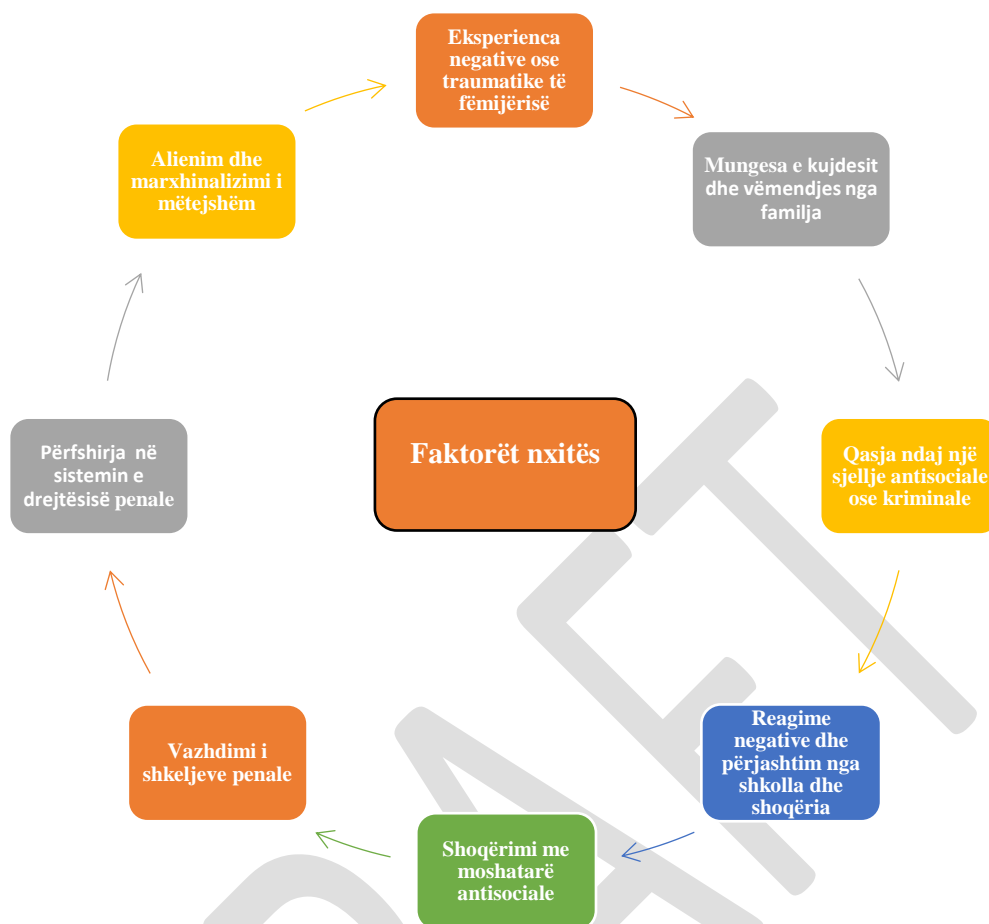 Eksperienca
negative ose
traumatike të
fëmijërisë
Mungesa e kujdesit
dhe vëmendjes nga
familja
Qasja ndaj një
sjellje antisociale
ose kriminale
Reagime
negative dhe
përjashtim nga
shkolla dhe
shoqëria
Shoqërimi me
moshatarë
antisociale
Vazhdimi i
shkeljeve penale
Përfshirja në
sistemin e
drejtësisë penale
Alienim dhe
marxhinalizimi i
mëtejshëm
Faktorët nxitës